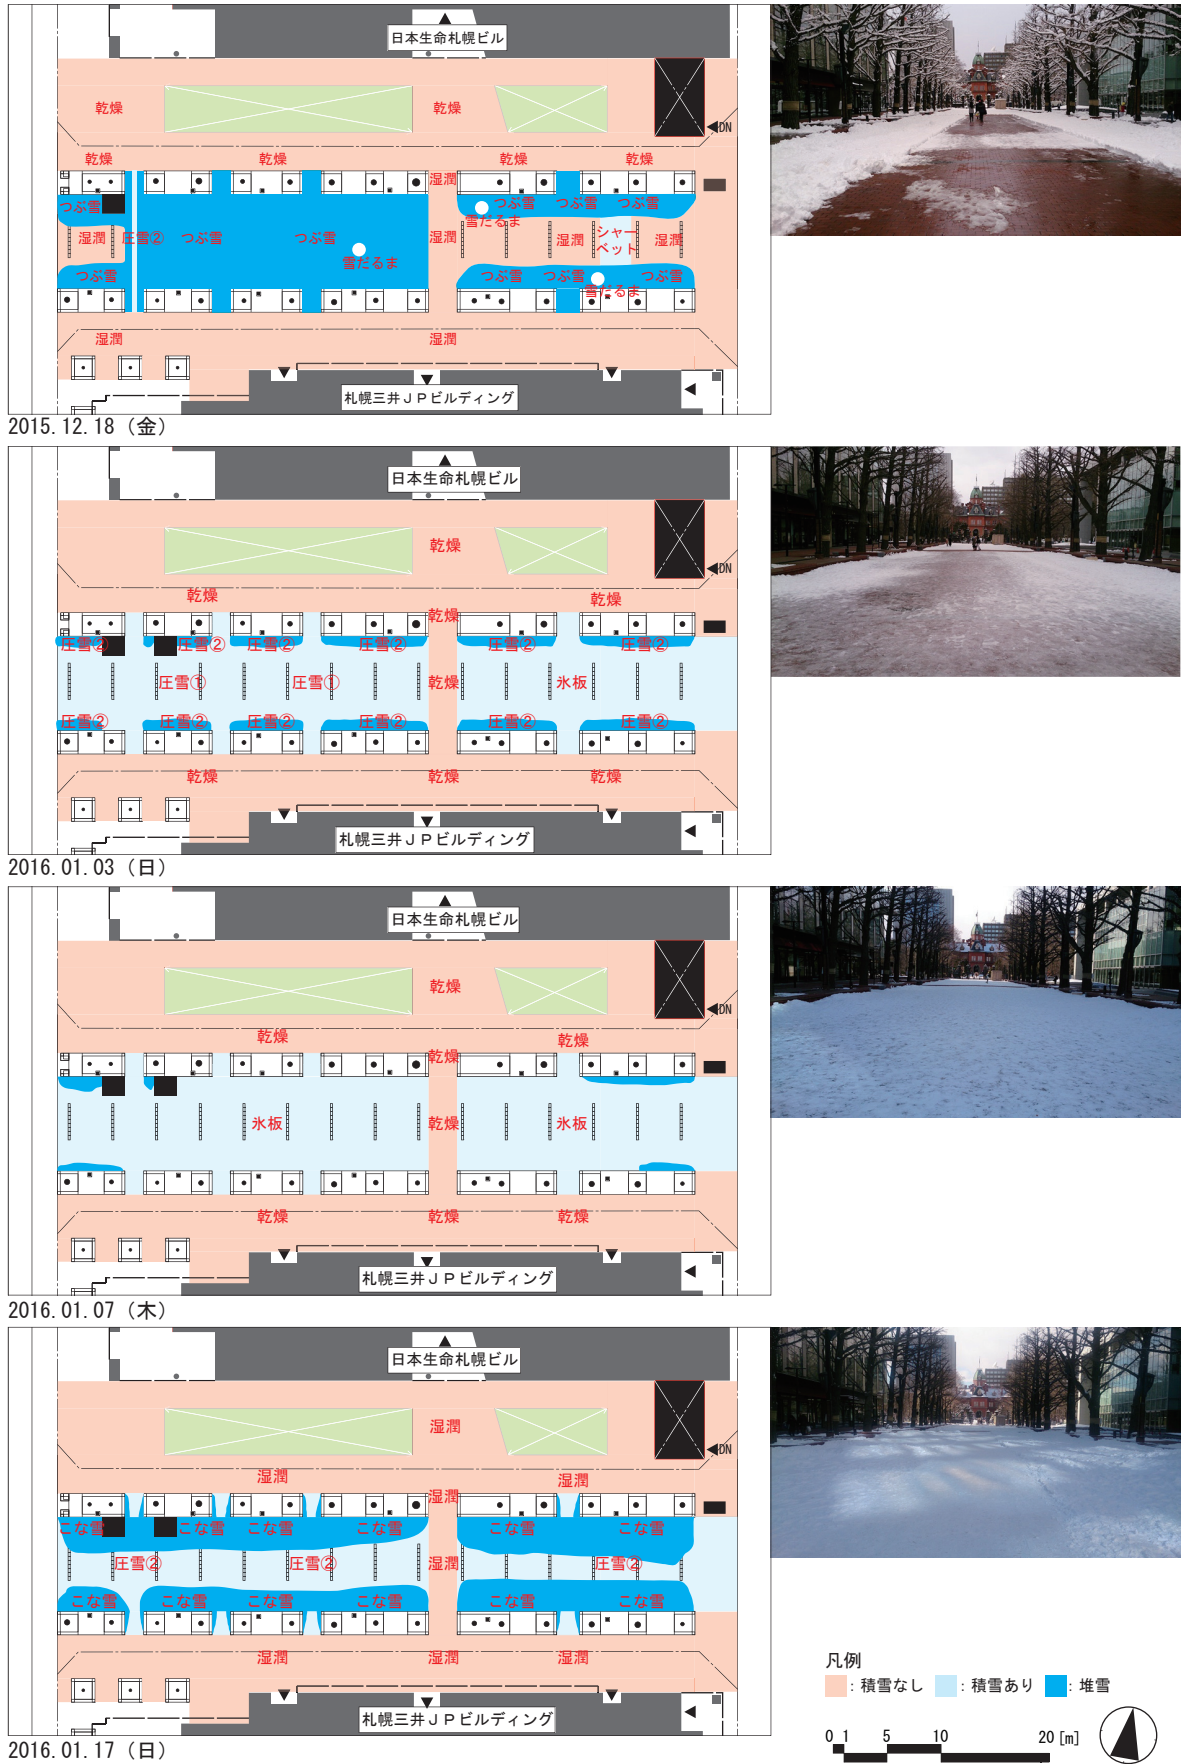 日本生命札幌ビル
乾燥
乾燥
DN
乾燥
乾燥
乾燥
乾燥
湿潤
つぶ雪
つぶ雪
つぶ雪
つぶ雪
雪だるま
湿潤
圧雪②
つぶ雪
つぶ雪
湿潤
湿潤
シャー
ベット
湿潤
雪だるま
つぶ雪
つぶ雪
つぶ雪
つぶ雪
雪だるま
湿潤
湿潤
札幌三井JPビルディング
2015.12.18（金）
日本生命札幌ビル
乾燥
DN
乾燥
乾燥
乾燥
圧雪②
圧雪②
圧雪②
圧雪②
圧雪②
圧雪②
圧雪①
圧雪①
乾燥
氷板
圧雪②
圧雪②
圧雪②
圧雪②
圧雪②
圧雪②
乾燥
乾燥
乾燥
札幌三井JPビルディング
2016.01.03（日）
日本生命札幌ビル
乾燥
DN
乾燥
乾燥
乾燥
氷板
乾燥
氷板
乾燥
乾燥
乾燥
札幌三井JPビルディング
2016.01.07（木）
日本生命札幌ビル
湿潤
DN
湿潤
湿潤
湿潤
こな雪
こな雪
こな雪
こな雪
こな雪
こな雪
圧雪②
圧雪②
湿潤
圧雪②
こな雪
こな雪
こな雪
こな雪
こな雪
こな雪
湿潤
湿潤
湿潤
札幌三井JPビルディング
2016.01.17（日）
凡例
：積雪なし ：積雪あり ：堆雪
0 1 5 10 20 [m]